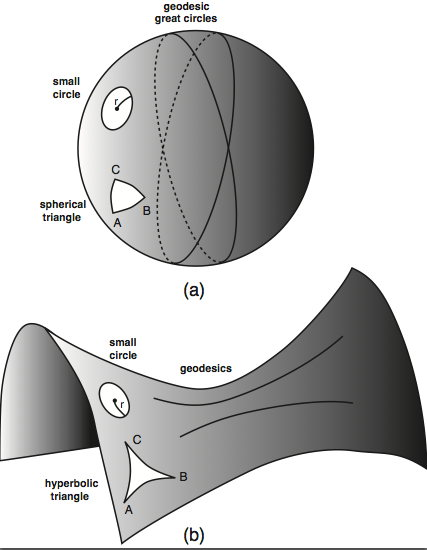 geodesic
great circles
small
circle
r
C
spherical
triangle
B
A
(a)
small
circle
geodesics
r
C
B
hyperbolic
triangle
A
(b)